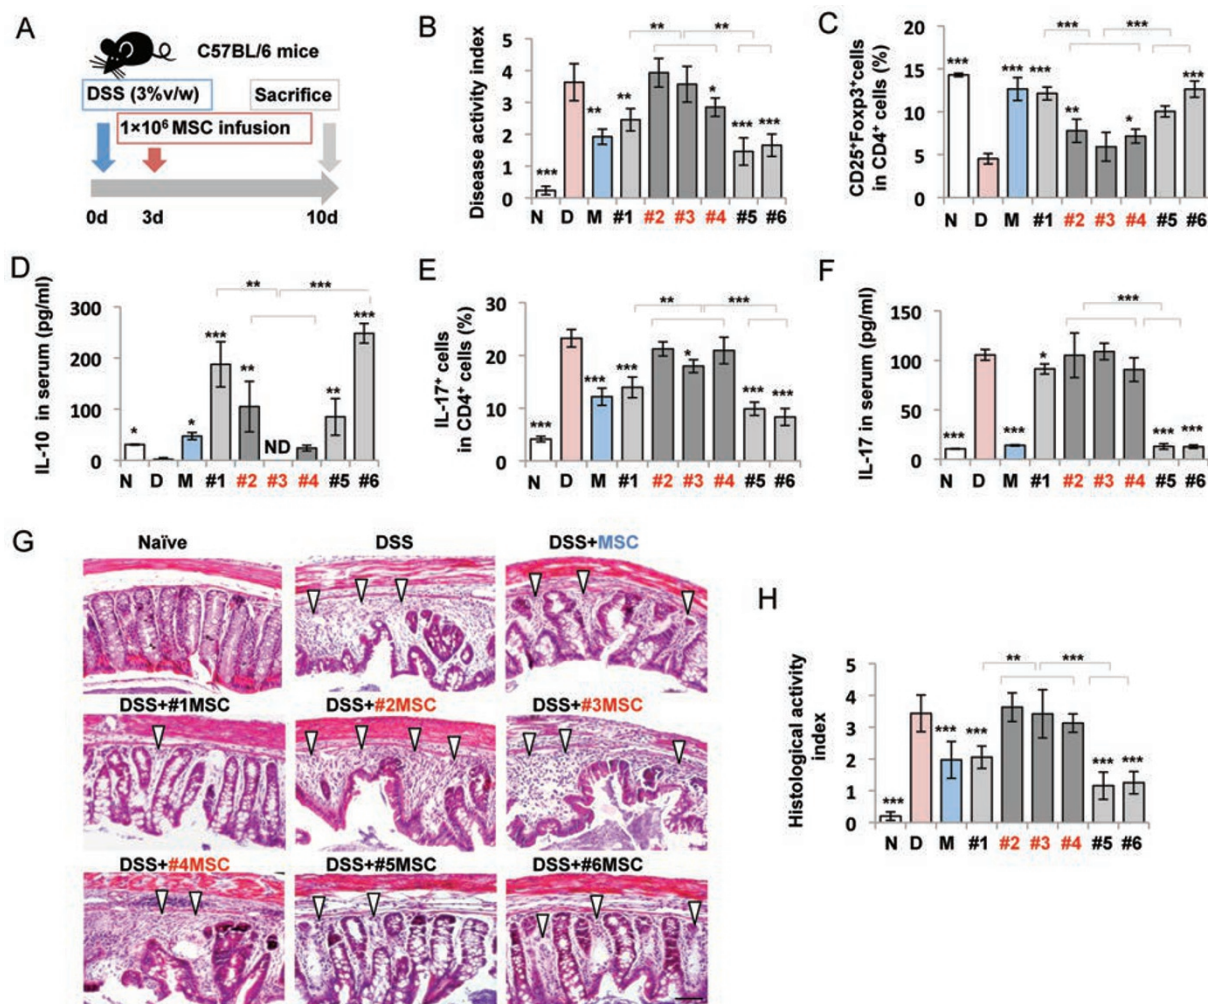 A
C57BL/6 mice
DSS (3%v/w)
Sacrifice
1×10⁶ MSC infusion
0d 3d 10d
B
Disease activity index
5
4
3
2
1
0
** **
*** ** ** * *** ***
N D M #1 #2 #3 #4 #5 #6
C
CD25⁺Foxp3⁺cells
in CD4⁺ cells (%)
20
15
10
5
0
*** ***
*** *** *** ** * ***
N D M #1 #2 #3 #4 #5 #6
D
IL-10 in serum (pg/ml)
300
200
100
0
** ***
* * *** ** ND ** ***
N D M #1 #2 #3 #4 #5 #6
E
IL-17⁺ cells
in CD4⁺ cells (%)
30
20
10
0
** ***
*** *** *** * *** ***
N D M #1 #2 #3 #4 #5 #6
F
IL-17 in serum (pg/ml)
150
100
50
0
***
*** *** * *** ***
N D M #1 #2 #3 #4 #5 #6
G
Naïve DSS DSS+MSC
DSS+#1MSC DSS+#2MSC DSS+#3MSC
DSS+#4MSC DSS+#5MSC DSS+#6MSC
H
Histological activity
index
5
4
3
2
1
0
** ***
*** *** *** *** ***
N D M #1 #2 #3 #4 #5 #6